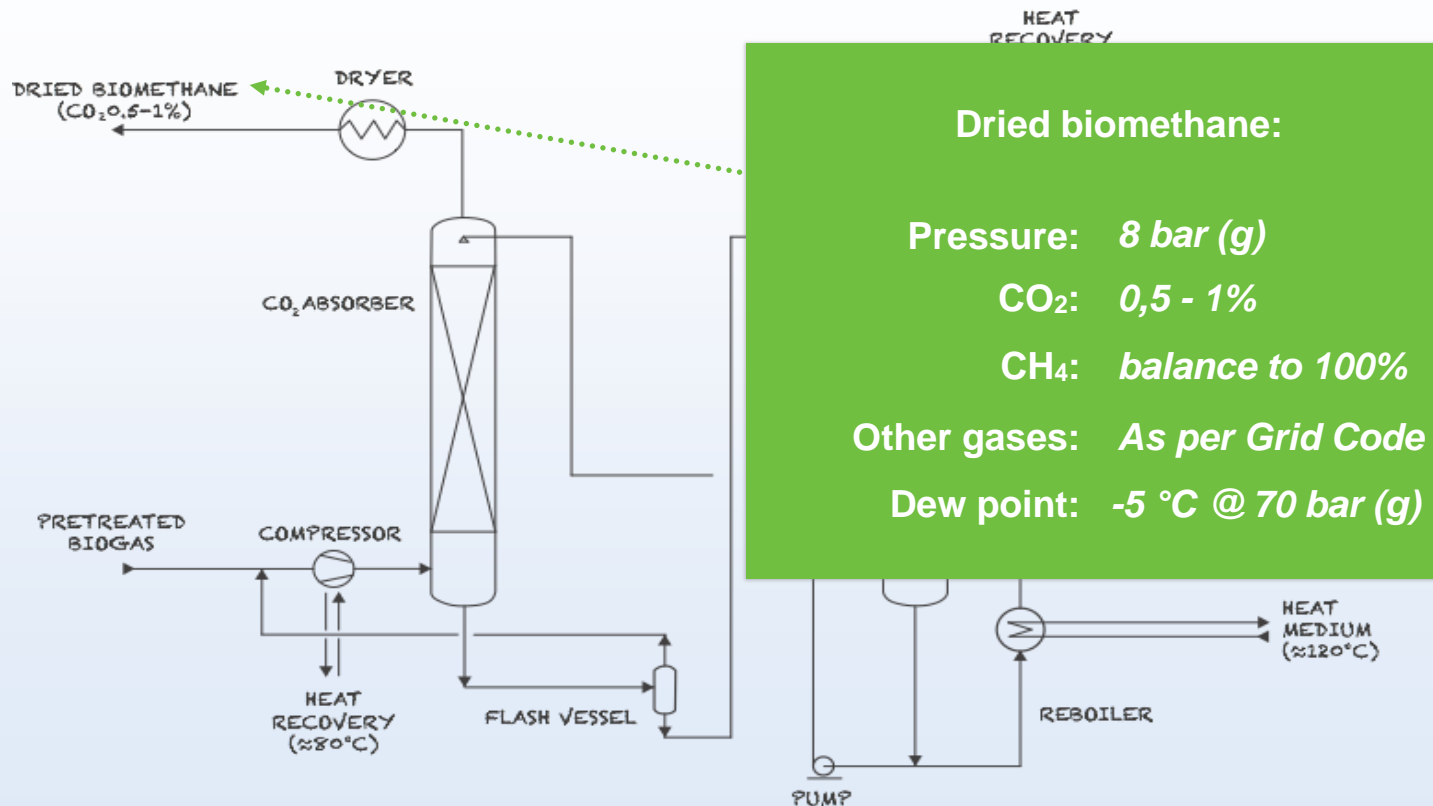 HEAT
RECOVERY
DRYER
DRIED BIOMETHANE
(CO₂0.5-1%)
Dried biomethane:
Pressure: 8 bar (g)
CO₂: 0,5 - 1%
CH₄: balance to 100%
Other gases: As per Grid Code
Dew point: -5 °C @ 70 bar (g)
CO₂ ABSORBER
PRETREATED
BIOGAS
COMPRESSOR
HEAT
RECOVERY
(≈80°C)
FLASH VESSEL
HEAT
MEDIUM
(≈120°C)
REBOILER
PUMP